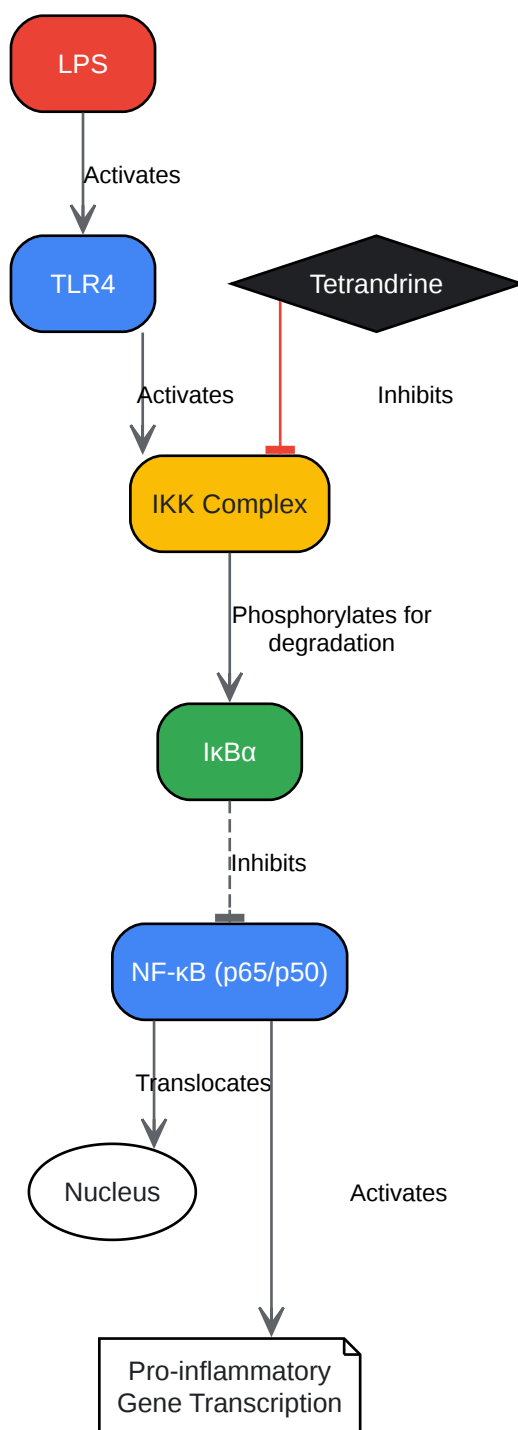 LPS
Activates
TLR4
Tetrandrine
Activates
Inhibits
IKK Complex
Phosphorylates for
degradation
IκBα
Inhibits
NF-κB (p65/p50)
Translocates
Nucleus
Activates
Pro-inflammatory
Gene Transcription